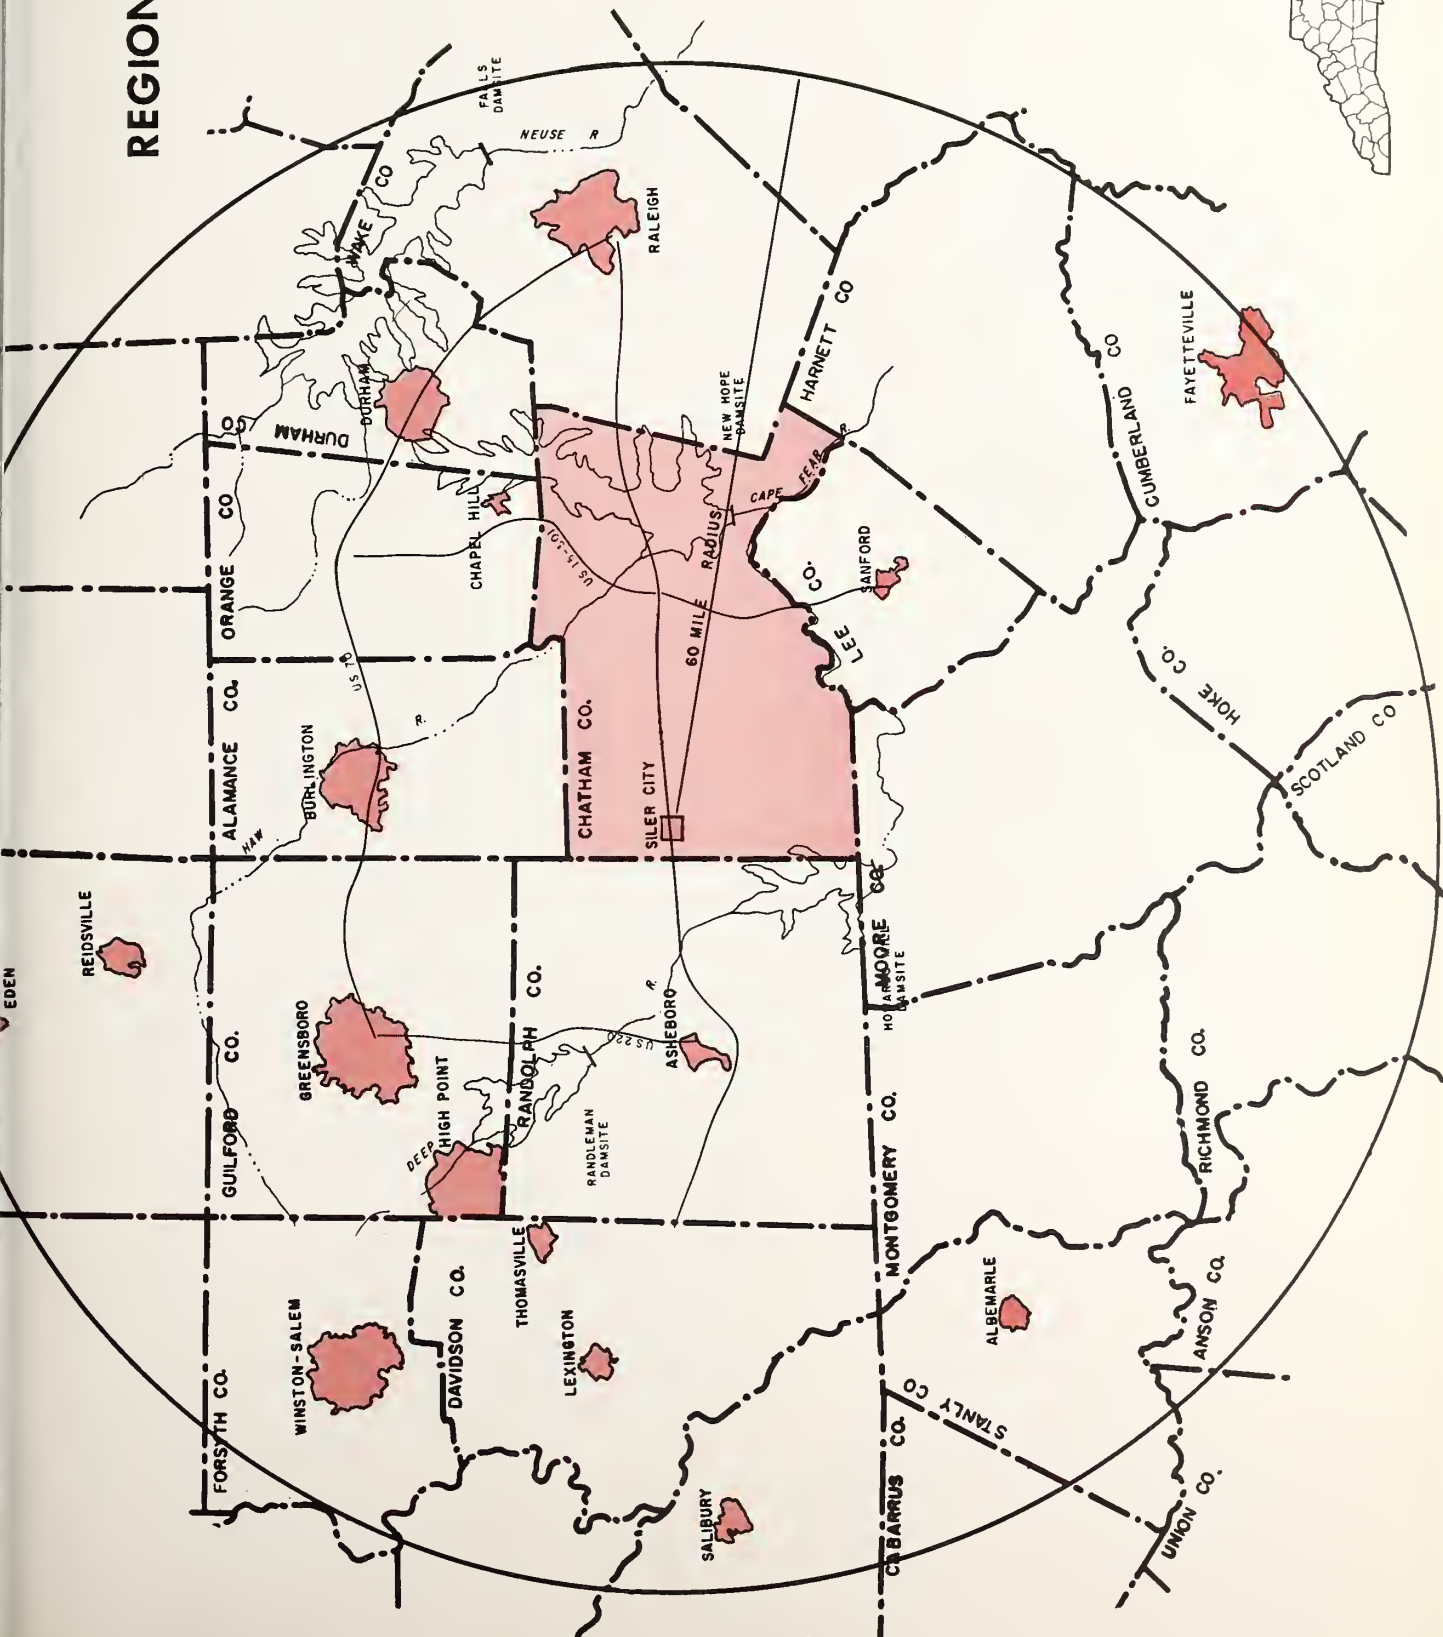 REGION
FALLS
DAMSITE
NEUSE R
WAKE CO
RALEIGH
DURHAM
DURHAM CO
CHAPEL HILL
ORANGE CO
HARNETT CO
NEW HOPE
DAMSITE
CAPE FEAR R.
FAYETTEVILLE
CUMBERLAND CO
US 15-501
60 MILE RADIUS
SANFORD
LEE CO.
US 70
ALAMANCE CO.
BURLINGTON
R.
HAW
CHATHAM CO.
SILER CITY
HOKE CO.
SCOTLAND CO
REIDSVILLE
EDEN
GUILFORD CO.
GREENSBORO
HIGH POINT
DEEP
R.
RANDOLPH CO.
RANDLEMAN
DAMSITE
US 220
ASHEBORO
MOORE CO.
DAMSITE
MONTGOMERY CO.
RICHMOND CO.
FORSYTH CO.
WINSTON-SALEM
DAVIDSON CO.
THOMASVILLE
LEXINGTON
SALIBURY
CABARRUS CO.
STANLY CO
ALBEMARLE
ANSON CO.
UNION CO.